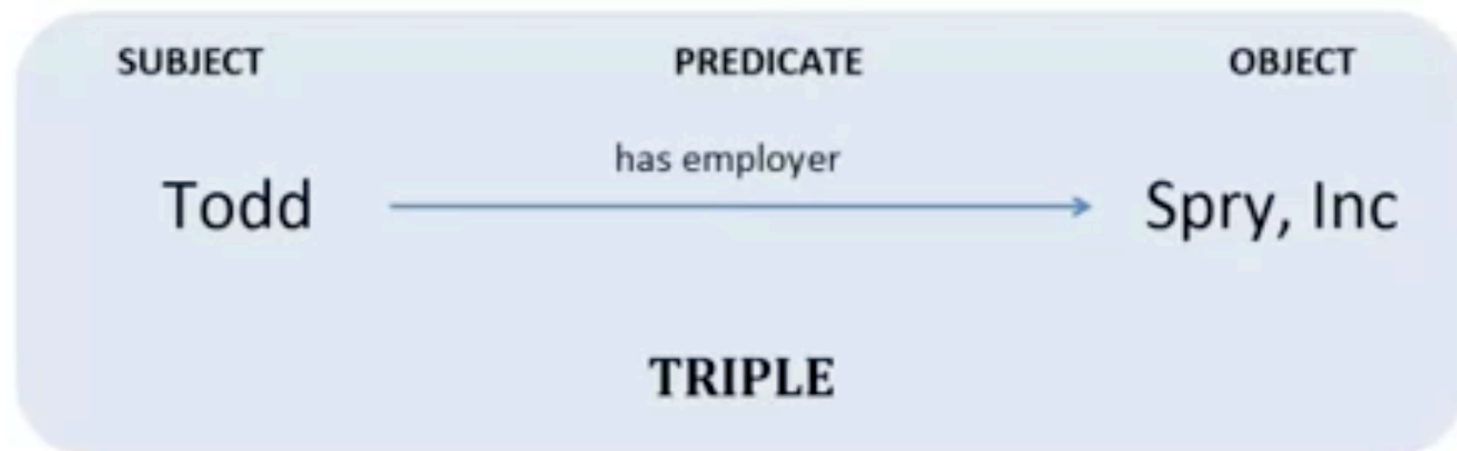 SUBJECT PREDICATE OBJECT
has employer
Todd Spry, Inc
TRIPLE